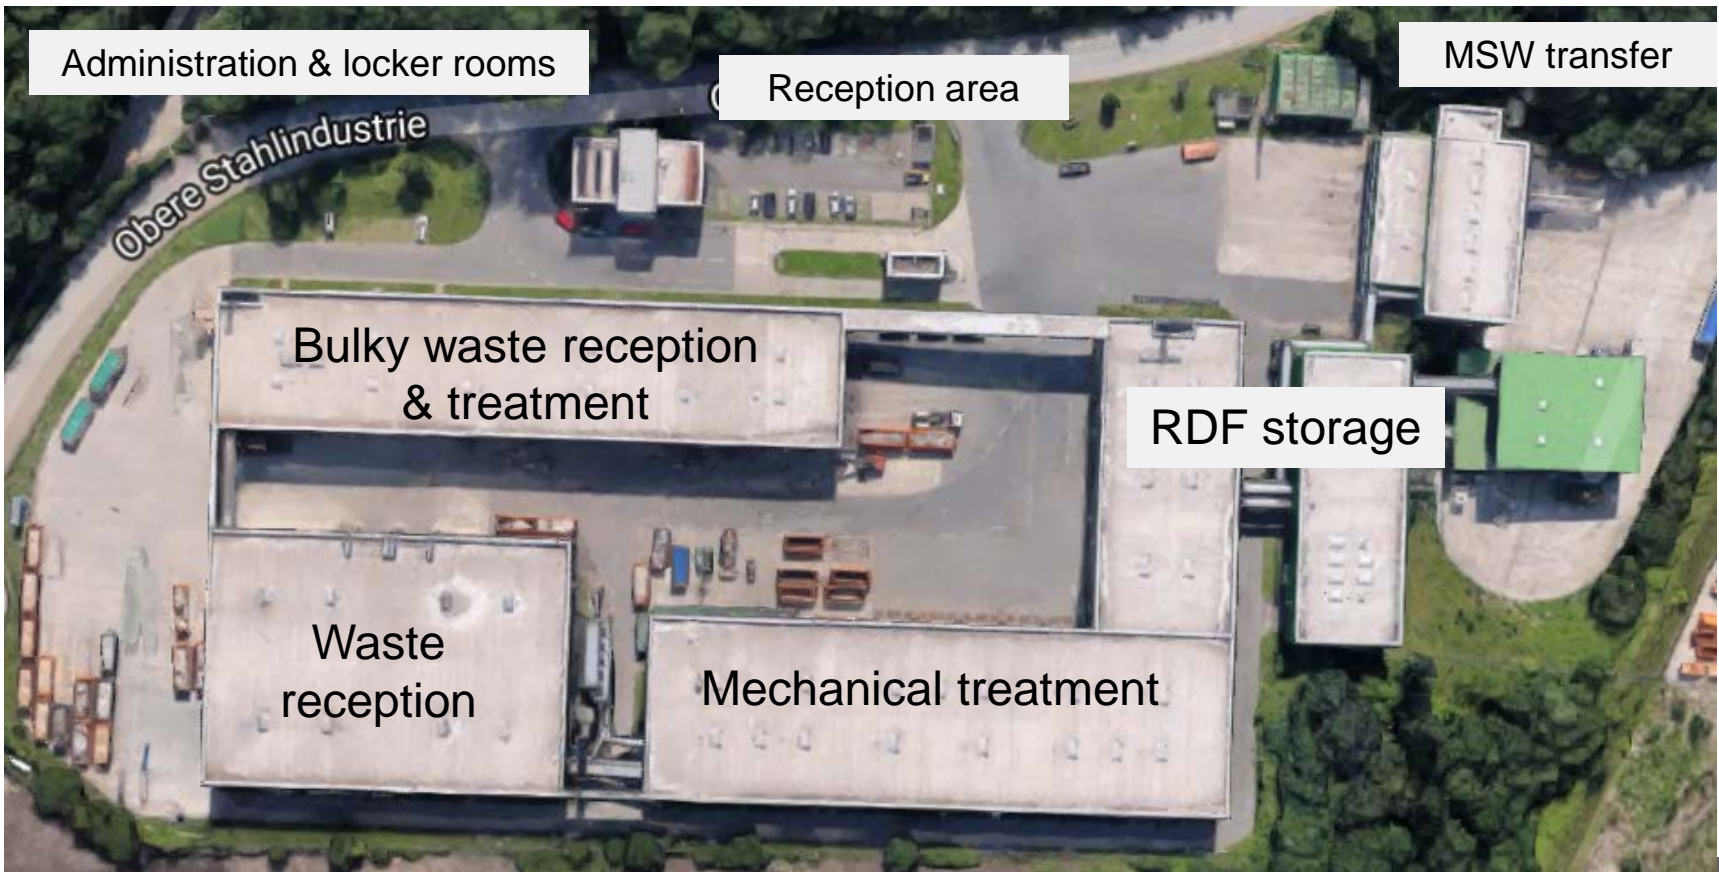 Administration & locker rooms
Reception area
MSW transfer
Obere Stahlindustrie
Bulky waste reception
& treatment
RDF storage
Waste
reception
Mechanical treatment